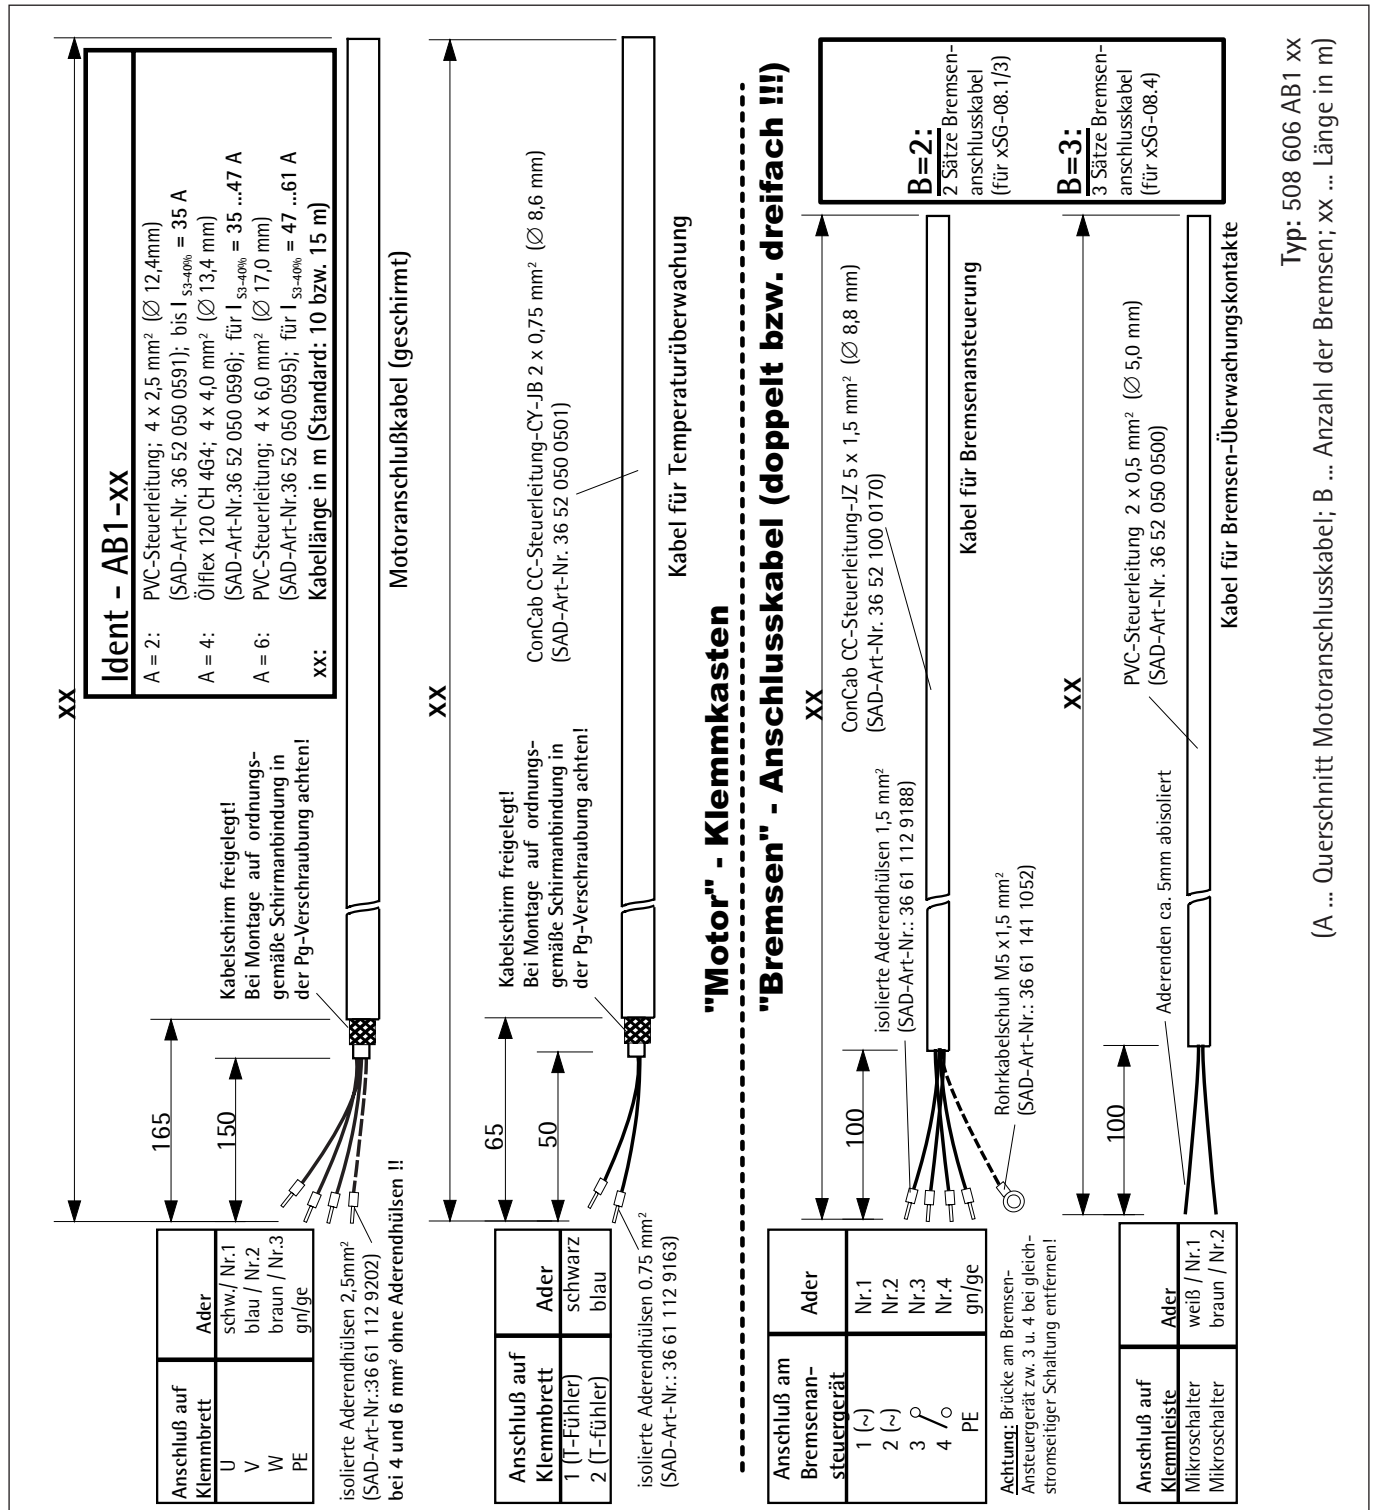 xx
Ident - AB1-xx
A = 2: PVC-Steuerleitung; 4 x 2,5 mm² (∅ 12,4mm)
(SAD-Art-Nr. 36 52 050 0591); bis I S3-40% = 35 A
A = 4: Ölflex 120 CH 4G4; 4 x 4,0 mm² (∅ 13,4 mm)
(SAD-Art-Nr.36 52 050 0596); für I S3-40% = 35 ...47 A
A = 6: PVC-Steuerleitung; 4 x 6,0 mm² (∅ 17,0 mm)
(SAD-Art-Nr.36 52 050 0595); für I S3-40% = 47 ...61 A
xx: Kabellänge in m (Standard: 10 bzw. 15 m)
165
150
Kabelschirm freigelegt!
Bei Montage auf ordnungs-
gemäße Schirmanbindung in
der Pg-Verschraubung achten!
Motoranschlußkabel (geschirmt)
Anschluß auf
Klemmbrett
Ader
U schw./ Nr.1
V blau / Nr.2
W braun / Nr.3
PE gn/ge
isolierte Aderendhülsen 2,5mm²
(SAD-Art-Nr.:36 61 112 9202)
bei 4 und 6 mm² ohne Aderendhülsen !!
xx
65
50
Kabelschirm freigelegt!
Bei Montage auf ordnungs-
gemäße Schirmanbindung in
der Pg-Verschraubung achten!
ConCab CC-Steuerleitung-CY-JB 2 x 0,75 mm² (∅ 8,6 mm)
(SAD-Art-Nr. 36 52 050 0501)
Kabel für Temperaturüberwachung
Anschluß auf
Klemmbrett
Ader
1 (T-Fühler) schwarz
2 (T-fühler) blau
isolierte Aderendhülsen 0.75 mm²
(SAD-Art-Nr.: 36 61 112 9163)
"Motor" - Klemmkasten
"Bremsen" - Anschlusskabel (doppelt bzw. dreifach !!!)
xx
100
isolierte Aderendhülsen 1,5 mm²
(SAD-Art-Nr.: 36 61 112 9188)
ConCab CC-Steuerleitung-JZ 5 x 1,5 mm² (∅ 8,8 mm)
(SAD-Art-Nr. 36 52 100 0170)
Kabel für Bremsenansteuerung
Rohrkabelschuh M5 x1,5 mm²
(SAD-Art-Nr.: 36 61 141 1052)
B=2:
2 Sätze Bremsen-
anschlusskabel
(für xSG-08.1/3)
B=3:
3 Sätze Bremsen-
anschlusskabel
(für xSG-08.4)
Anschluß am
Bremsenan-
steuergerät
Ader
1 (~) Nr.1
2 (~) Nr.2
3 Nr.3
4 Nr.4
PE gn/ge
Achtung: Brücke am Bremsen-
Ansteuergerät zw. 3 u. 4 bei gleich-
stromseitiger Schaltung entfernen!
xx
100
Aderenden ca. 5mm abisoliert
PVC-Steuerleitung 2 x 0,5 mm² (∅ 5,0 mm)
(SAD-Art-Nr. 36 52 050 0500)
Kabel für Bremsen-Überwachungskontakte
Anschluß auf
Klemmleiste
Ader
Mikroschalter weiß / Nr.1
Mikroschalter braun / Nr.2
Typ: 508 606 AB1 xx
(A ... Querschnitt Motoranschlusskabel; B ... Anzahl der Bremsen; xx ... Länge in m)